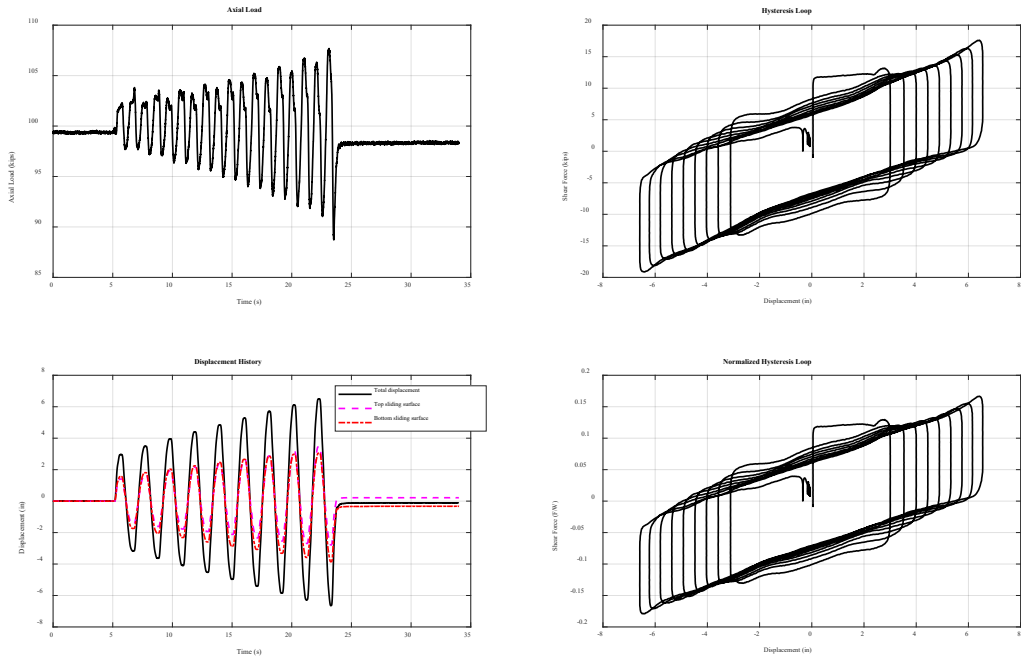 Axial Load
110
105
100
95
90
85
Axial Load (kips)
0 5 10 15 20 25 30 35
Time (s)
Hysteresis Loop
20
15
10
5
0
-5
-10
-15
-20
Shear Force (kips)
-8 -6 -4 -2 0 2 4 6 8
Displacement (in)
Displacement History
8
6
4
2
0
-2
-4
-6
-8
Displacement (in)
Total displacement
Top sliding surface
Bottom sliding surface
0 5 10 15 20 25 30 35
Time (s)
Normalized Hysteresis Loop
0.2
0.15
0.1
0.05
0
-0.05
-0.1
-0.15
-0.2
Shear Force (F/W)
-8 -6 -4 -2 0 2 4 6 8
Displacement (in)